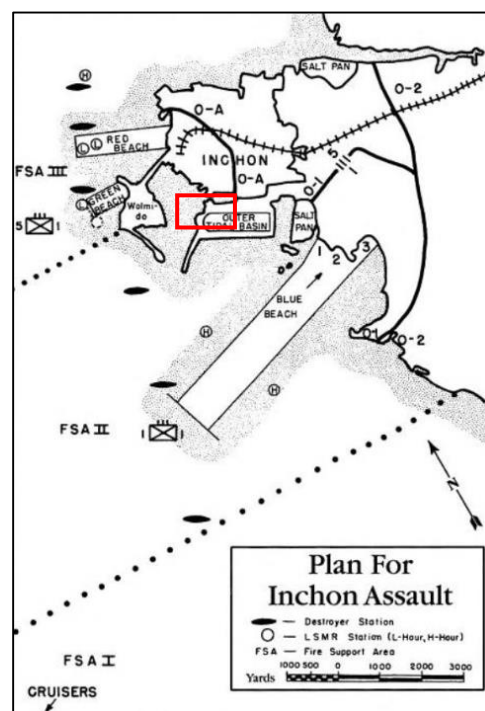 H
SALT PAN
O-A
O-2
L L RED BEACH
INCHON
FSA III
O-A
5
1
O-1
L GREEN BEACH
Wolmi-do
OUTER
BASIN
SALT PAN
5 1
1
2
3
BLUE BEACH
H
O-1
O-2
H
FSA II
1 1
N
Plan For
Inchon Assault
— Destroyer Station
— LSMR Station (L-Hour, H-Hour)
FSA — Fire Support Area
1000 500 0 1000 2000 3000
Yards
FSA I
CRUISERS